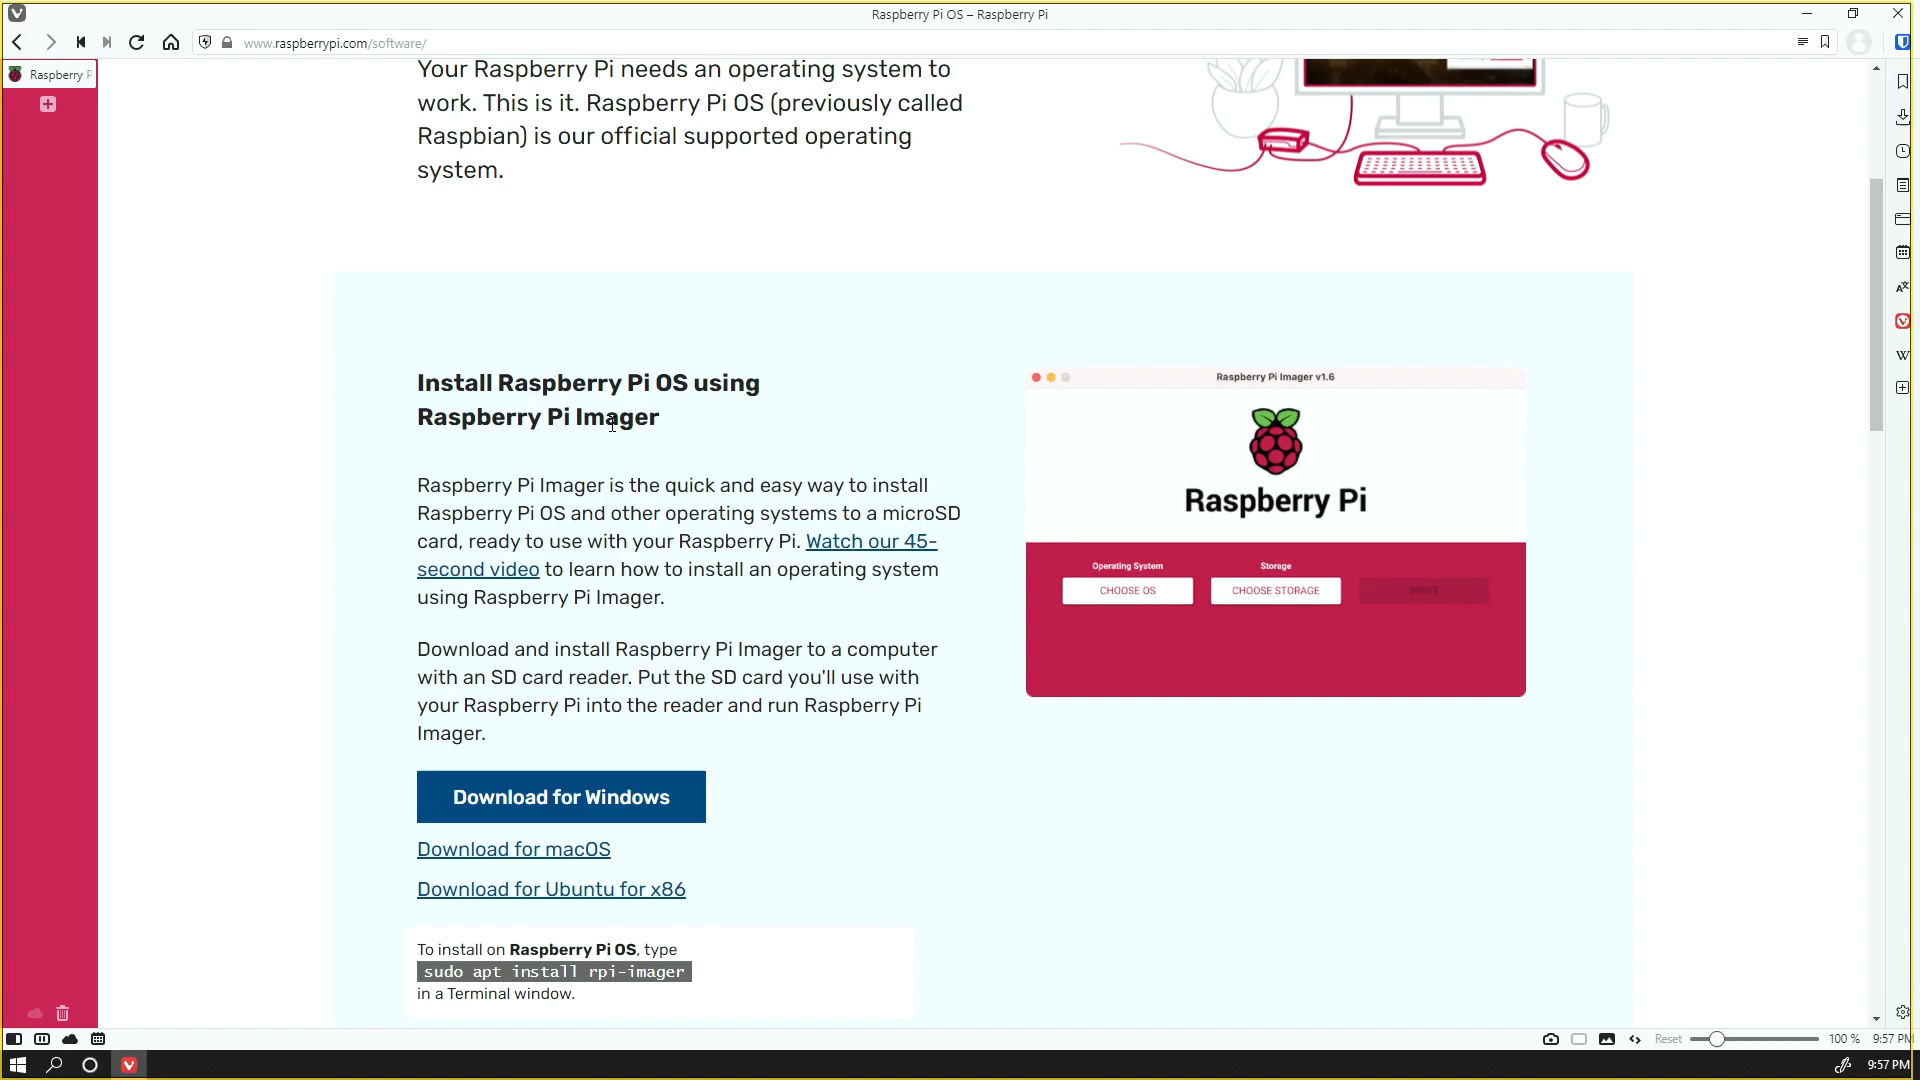 Raspberry Pi OS – Raspberry Pi
www.raspberrypi.com/software/
Raspberry P
Your Raspberry Pi needs an operating system to
work. This is it. Raspberry Pi OS (previously called
Raspbian) is our official supported operating
system.
Install Raspberry Pi OS using
Raspberry Pi Imager
Raspberry Pi Imager is the quick and easy way to install
Raspberry Pi OS and other operating systems to a microSD
card, ready to use with your Raspberry Pi. Watch our 45-
second video to learn how to install an operating system
using Raspberry Pi Imager.
Download and install Raspberry Pi Imager to a computer
with an SD card reader. Put the SD card you'll use with
your Raspberry Pi into the reader and run Raspberry Pi
Imager.
Download for Windows
Download for macOS
Download for Ubuntu for x86
To install on Raspberry Pi OS, type
sudo apt install rpi-imager
in a Terminal window.
Raspberry Pi Imager v1.6
Raspberry Pi
Operating System
Storage
CHOOSE OS
CHOOSE STORAGE
WRITE
Reset
100 %
9:57 PM
9:57 PM